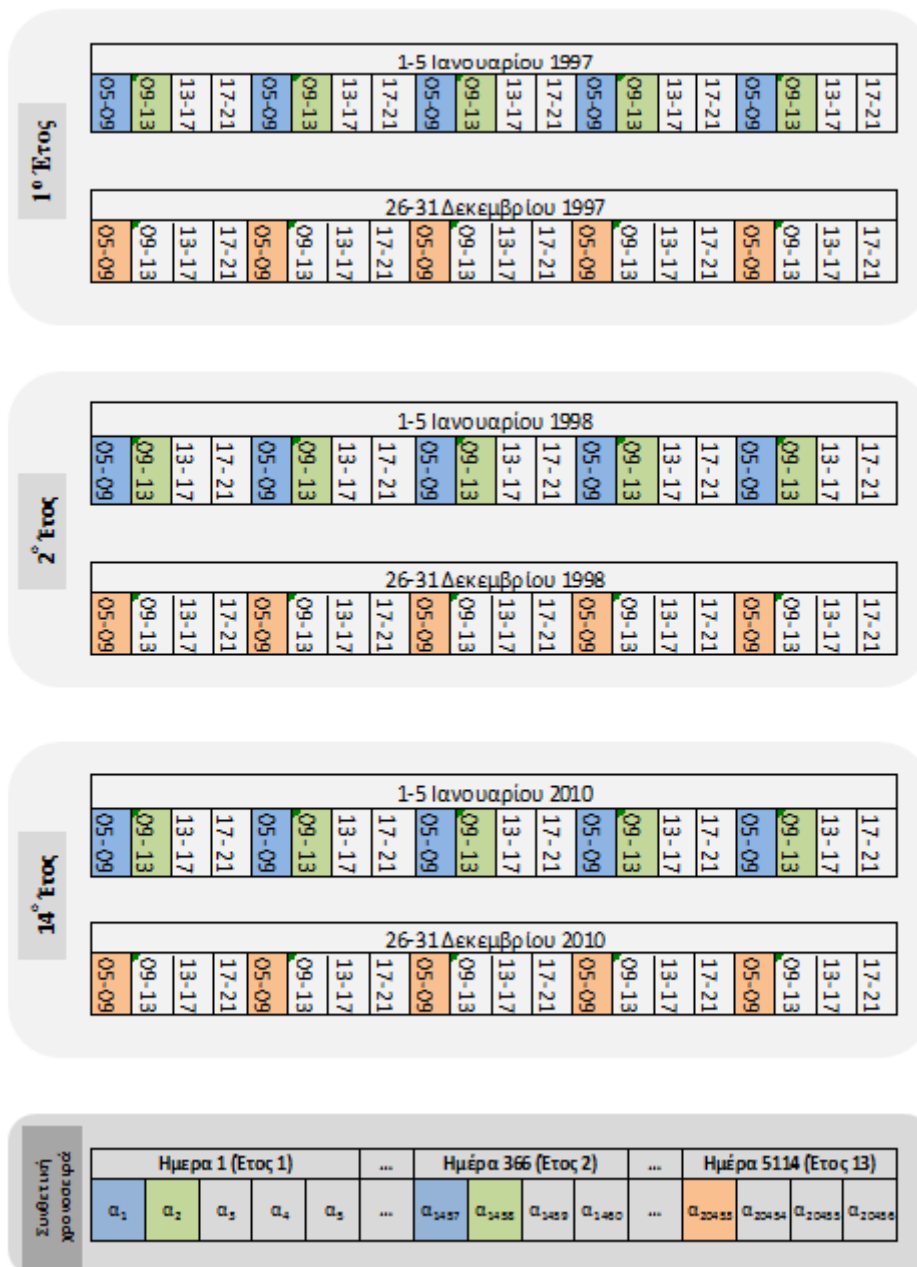 1º Έτος
1-5 Ιανουαρίου 1997
05-09 09-13 13-17 17-21 05-09 09-13 13-17 17-21 05-09 09-13 13-17 17-21 05-09 09-13 13-17 17-21 05-09 09-13 13-17 17-21
26-31 Δεκεμβρίου 1997
05-09 09-13 13-17 17-21 05-09 09-13 13-17 17-21 05-09 09-13 13-17 17-21 05-09 09-13 13-17 17-21 05-09 09-13 13-17 17-21
2º Έτος
1-5 Ιανουαρίου 1998
05-09 09-13 13-17 17-21 05-09 09-13 13-17 17-21 05-09 09-13 13-17 17-21 05-09 09-13 13-17 17-21 05-09 09-13 13-17 17-21
26-31 Δεκεμβρίου 1998
05-09 09-13 13-17 17-21 05-09 09-13 13-17 17-21 05-09 09-13 13-17 17-21 05-09 09-13 13-17 17-21 05-09 09-13 13-17 17-21
14º Έτος
1-5 Ιανουαρίου 2010
05-09 09-13 13-17 17-21 05-09 09-13 13-17 17-21 05-09 09-13 13-17 17-21 05-09 09-13 13-17 17-21 05-09 09-13 13-17 17-21
26-31 Δεκεμβρίου 2010
05-09 09-13 13-17 17-21 05-09 09-13 13-17 17-21 05-09 09-13 13-17 17-21 05-09 09-13 13-17 17-21 05-09 09-13 13-17 17-21
Συνθετική
χρονοσειρά
Ημερα 1 (Έτος 1) ... Ημέρα 366 (Έτος 2) ... Ημέρα 5114 (Έτος 13)
α₁ α₂ α₃ α₄ α₅ ... α₁₄₅₇ α₁₄₅₈ α₁₄₅₉ α₁₄₆₀ ... α₂₀₄₅₃ α₂₀₄₅₄ α₂₀₄₅₅ α₂₀₄₅₆